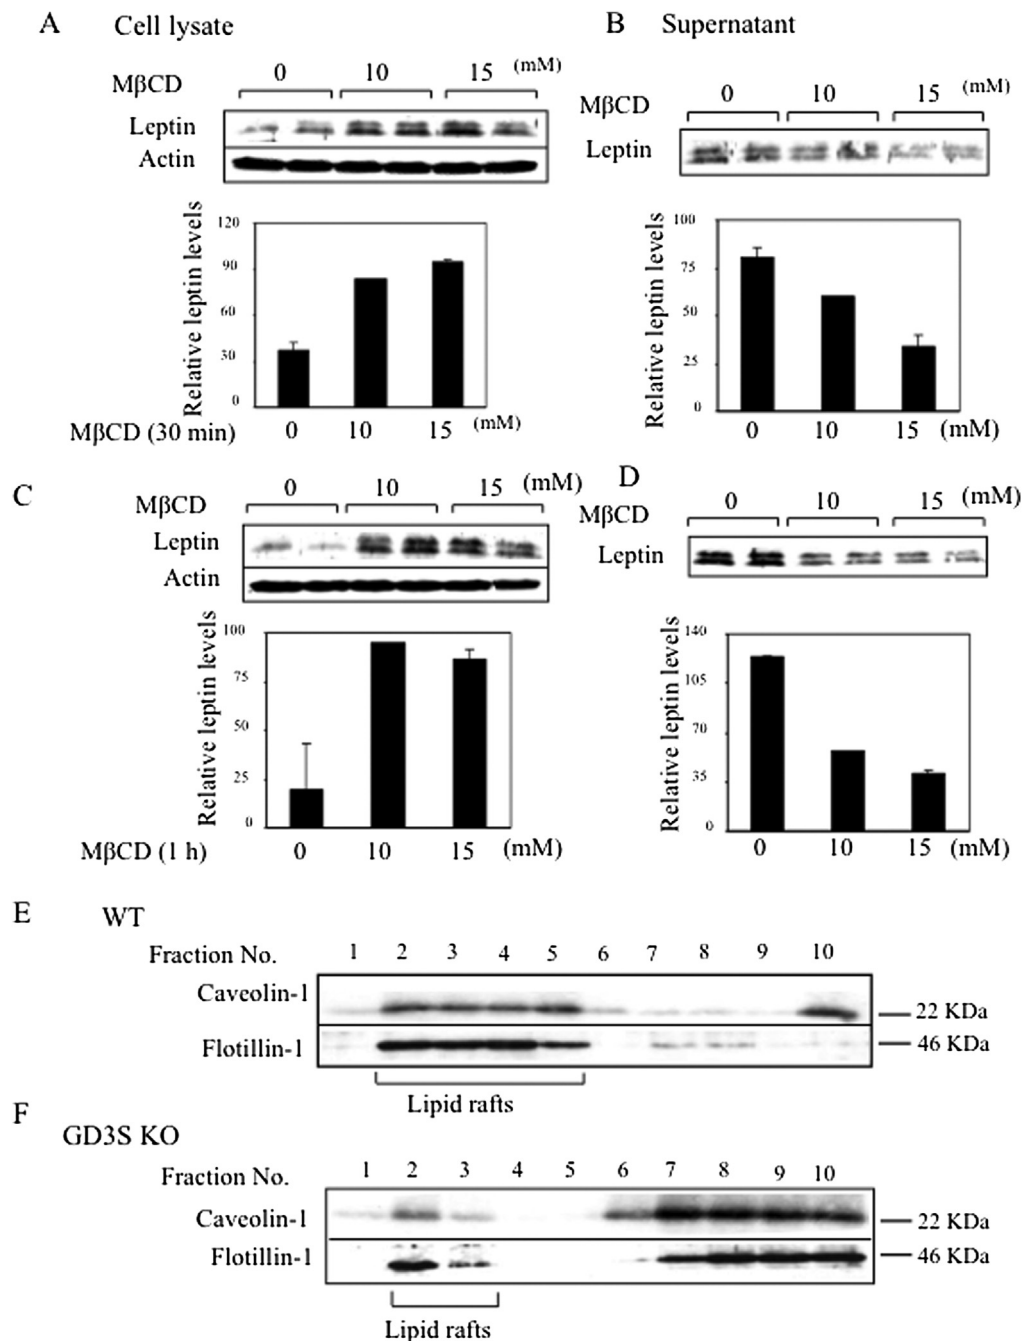 A Cell lysate
MβCD 0 10 15 (mM)
Leptin
Actin
Relative leptin levels
120
90
60
30
0
MβCD (30 min) 0 10 15 (mM)
B Supernatant
MβCD 0 10 15 (mM)
Leptin
Relative leptin levels
100
75
50
25
0
0 10 15 (mM)
C
MβCD 0 10 15 (mM)
Leptin
Actin
Relative leptin levels
100
75
50
25
0
MβCD (1 h) 0 10 15 (mM)
D
MβCD 0 10 15 (mM)
Leptin
Relative leptin levels
140
105
70
35
0
0 10 15 (mM)
E WT
Fraction No. 1 2 3 4 5 6 7 8 9 10
Caveolin-1 22 KDa
Flotillin-1 46 KDa
Lipid rafts
F GD3S KO
Fraction No. 1 2 3 4 5 6 7 8 9 10
Caveolin-1 22 KDa
Flotillin-1 46 KDa
Lipid rafts